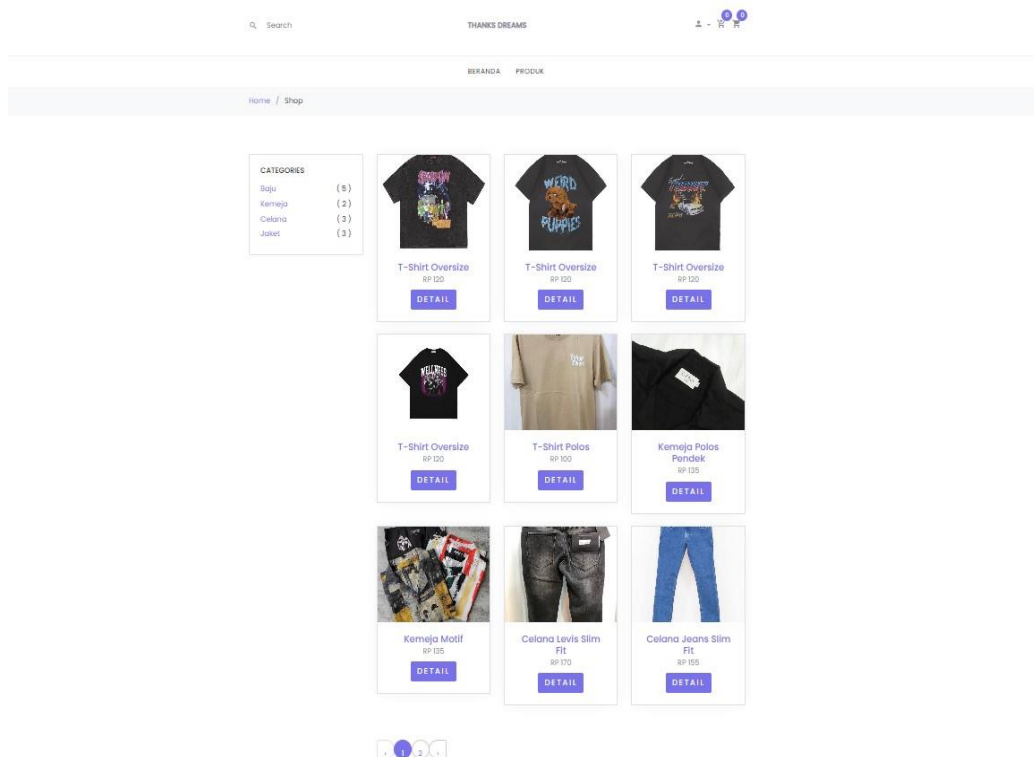 Search
THANKS DREAMS
0 0
BERANDA PRODUK
Home / Shop
CATEGORIES
Baju ( 5 )
Kemeja ( 2 )
Celana ( 3 )
Jaket ( 3 )
WEIRD
PUPPIES
T-Shirt Oversize
RP 120
DETAIL
T-Shirt Oversize
RP 120
DETAIL
T-Shirt Oversize
RP 120
DETAIL
WELLNESS
T-Shirt Oversize
RP 120
DETAIL
T-Shirt Polos
RP 100
DETAIL
Kemeja Polos
Pendek
RP 135
DETAIL
Kemeja Motif
RP 135
DETAIL
Celana Levis Slim
Fit
RP 170
DETAIL
Celana Jeans Slim
Fit
RP 155
DETAIL
‹ 1 2 ›